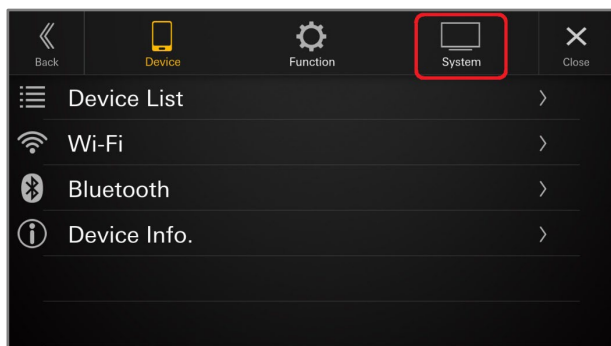 Back Device Function System Close
Device List
Wi-Fi
Bluetooth
Device Info.